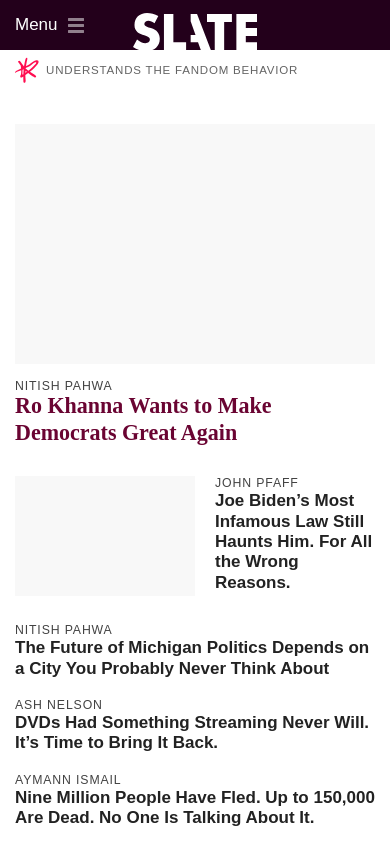 Menu
SLATE
UNDERSTANDS THE FANDOM BEHAVIOR
NITISH PAHWA
Ro Khanna Wants to Make
Democrats Great Again
JOHN PFAFF
Joe Biden’s Most
Infamous Law Still
Haunts Him. For All
the Wrong
Reasons.
NITISH PAHWA
The Future of Michigan Politics Depends on
a City You Probably Never Think About
ASH NELSON
DVDs Had Something Streaming Never Will.
It’s Time to Bring It Back.
AYMANN ISMAIL
Nine Million People Have Fled. Up to 150,000
Are Dead. No One Is Talking About It.